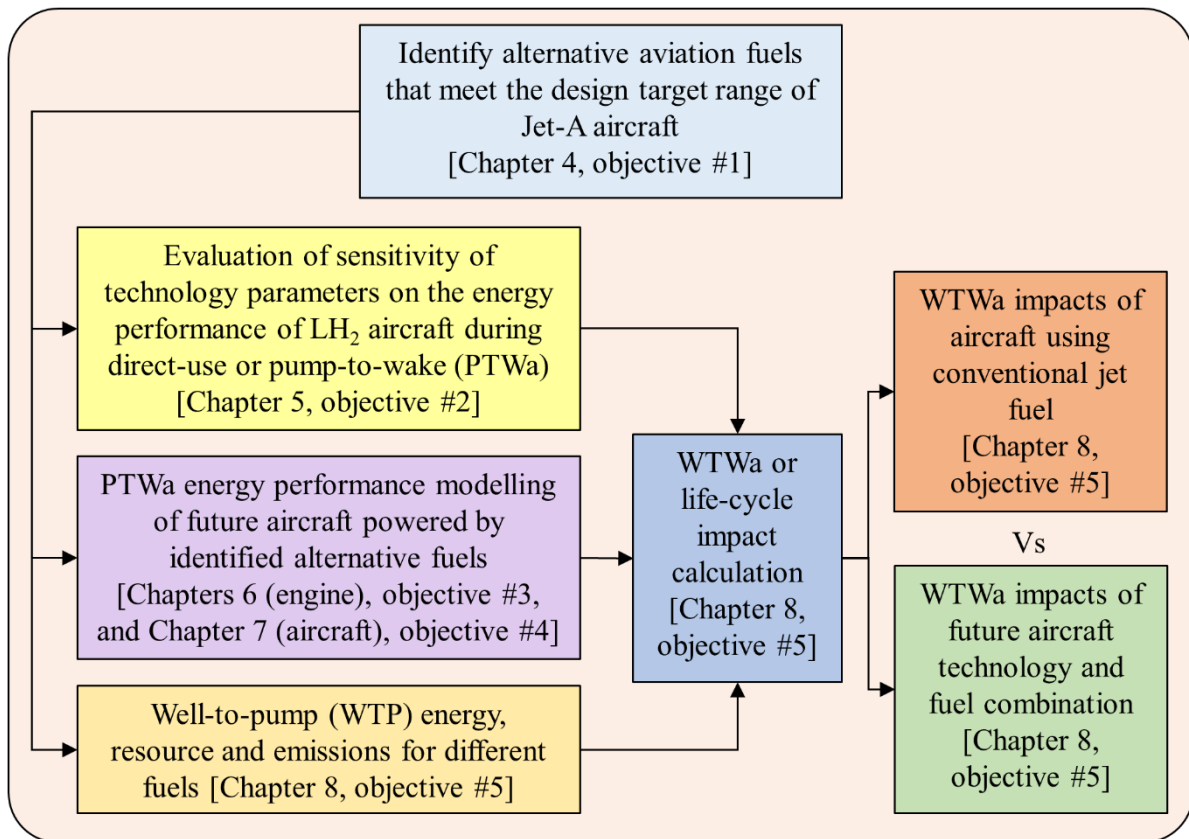 Identify alternative aviation fuels
that meet the design target range of
Jet-A aircraft
[Chapter 4, objective #1]
Evaluation of sensitivity of
technology parameters on the energy
performance of LH₂ aircraft during
direct-use or pump-to-wake (PTWa)
[Chapter 5, objective #2]
PTWa energy performance modelling
of future aircraft powered by
identified alternative fuels
[Chapters 6 (engine), objective #3,
and Chapter 7 (aircraft), objective #4]
Well-to-pump (WTP) energy,
resource and emissions for different
fuels [Chapter 8, objective #5]
WTWa or
life-cycle
impact
calculation
[Chapter 8,
objective #5]
WTWa impacts of
aircraft using
conventional jet
fuel
[Chapter 8,
objective #5]
Vs
WTWa impacts of
future aircraft
technology and
fuel combination
[Chapter 8,
objective #5]